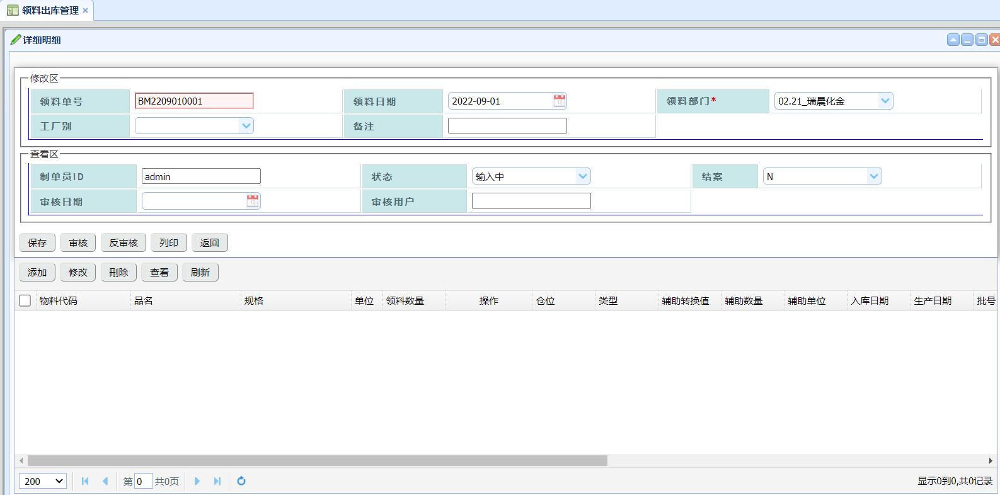 领料出库管理
详细明细
修改区
领料单号 BM2209010001 领料日期 2022-09-01 领料部门* 02.21_瑞晨化金
工厂别 备注
查看区
制单员ID admin 状态 输入中 结案 N
审核日期 审核用户
保存 审核 反审核 列印 返回
添加 修改 刪除 查看 刷新
物料代码 品名 规格 单位 领料数量 操作 仓位 类型 辅助转换值 辅助数量 辅助单位 入库日期 生产日期 批号
200 第 0 共0页 显示0到0,共0记录